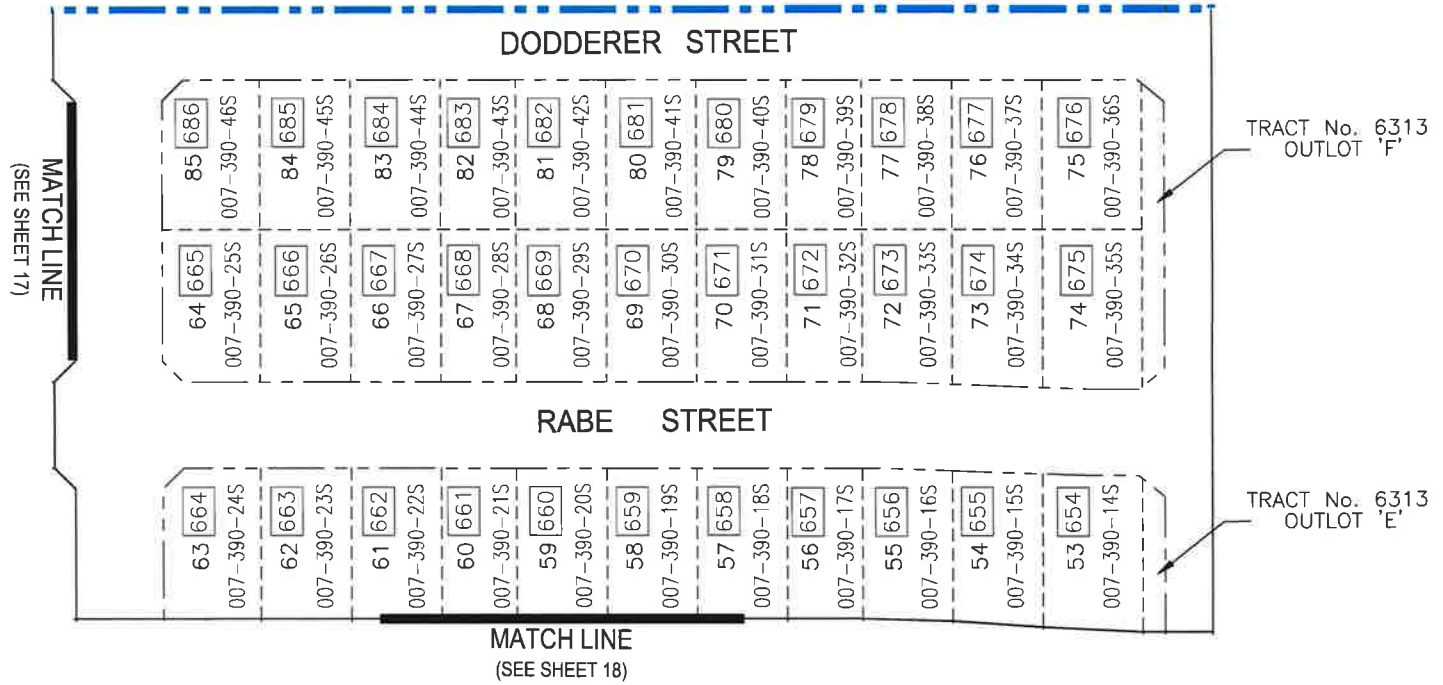 DODDERER STREET
85 686
007-390-46S
84 685
007-390-45S
83 684
007-390-44S
82 683
007-390-43S
81 682
007-390-42S
80 681
007-390-41S
79 680
007-390-40S
78 679
007-390-39S
77 678
007-390-38S
76 677
007-390-37S
75 676
007-390-36S
TRACT No. 6313
OUTLOT 'F'
MATCH LINE
(SEE SHEET 17)
64 665
007-390-25S
65 666
007-390-26S
66 667
007-390-27S
67 668
007-390-28S
68 669
007-390-29S
69 670
007-390-30S
70 671
007-390-31S
71 672
007-390-32S
72 673
007-390-33S
73 674
007-390-34S
74 675
007-390-35S
RABE STREET
63 664
007-390-24S
62 663
007-390-23S
61 662
007-390-22S
60 661
007-390-21S
59 660
007-390-20S
58 659
007-390-19S
57 658
007-390-18S
56 657
007-390-17S
55 656
007-390-16S
54 655
007-390-15S
53 654
007-390-14S
TRACT No. 6313
OUTLOT 'E'
MATCH LINE
(SEE SHEET 18)